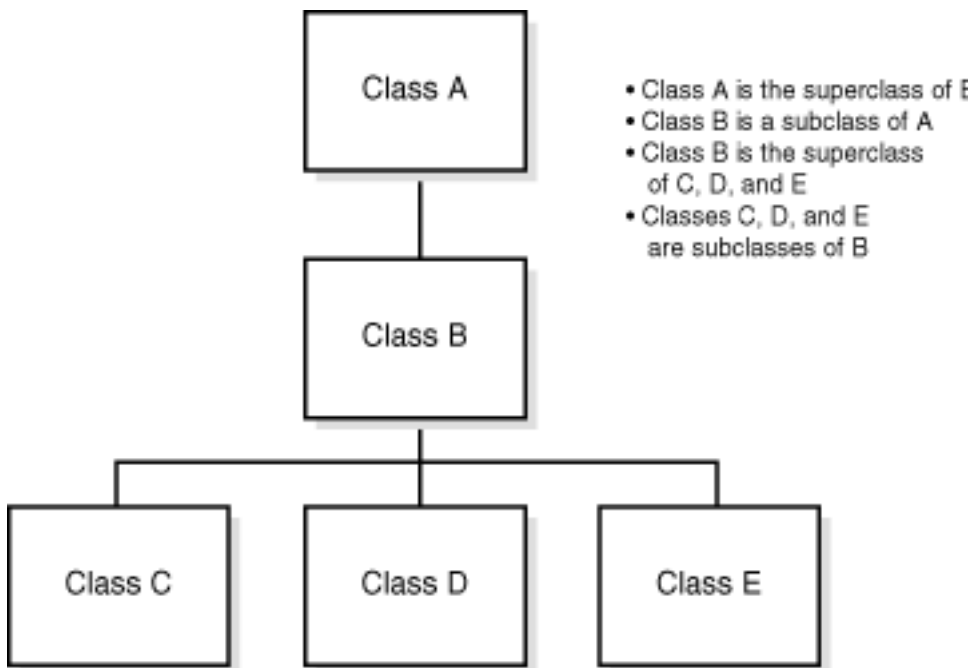 Class A
• Class A is the superclass of
• Class B is a subclass of A
• Class B is the superclass
of C, D, and E
• Classes C, D, and E
are subclasses of B
Class B
Class C
Class D
Class E